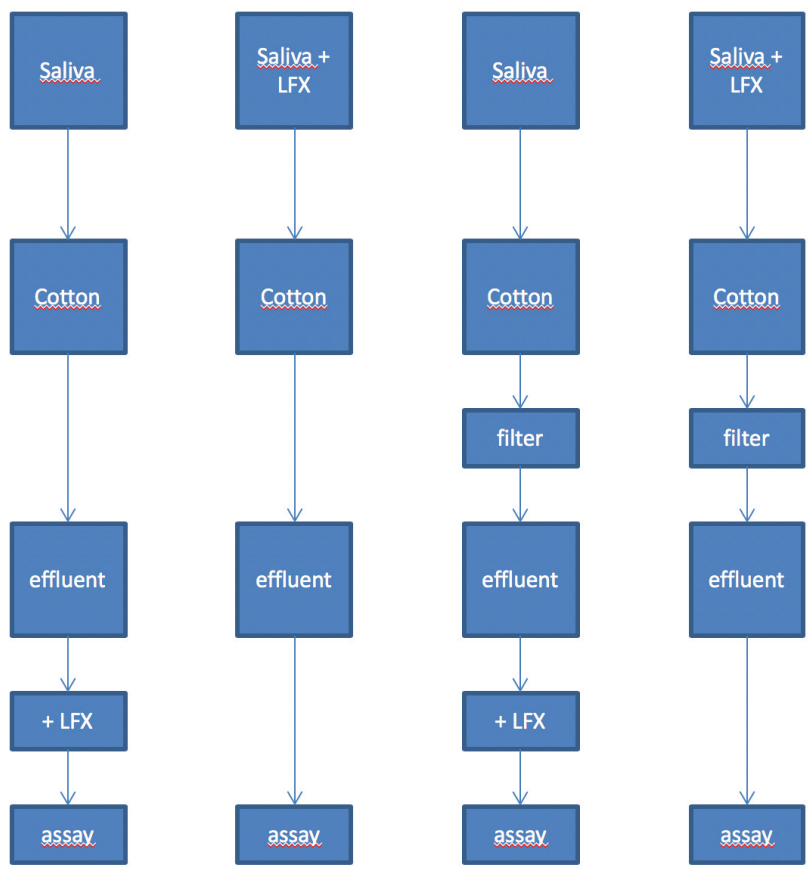 Saliva
Saliva +
LFX
Saliva
Saliva +
LFX
Cotton
Cotton
Cotton
Cotton
filter
filter
effluent
effluent
effluent
effluent
+ LFX
+ LFX
assay
assay
assay
assay